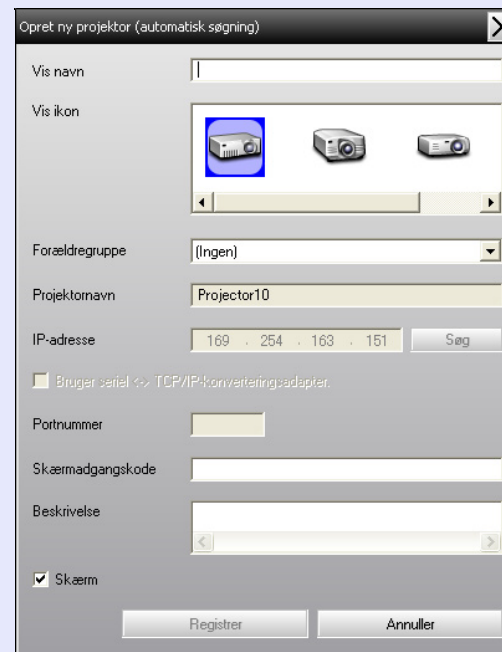 Opret ny projektor (automatisk søgning)
Vis navn
Vis ikon
Forældregruppe (Ingen)
Projektornavn Projector10
IP-adresse 169 . 254 . 163 . 151 Søg
Bruger seriel <-> TCP/IP-konverteringsadapter.
Portnummer
Skærmadgangskode
Beskrivelse
Skærm
Registrer Annuller